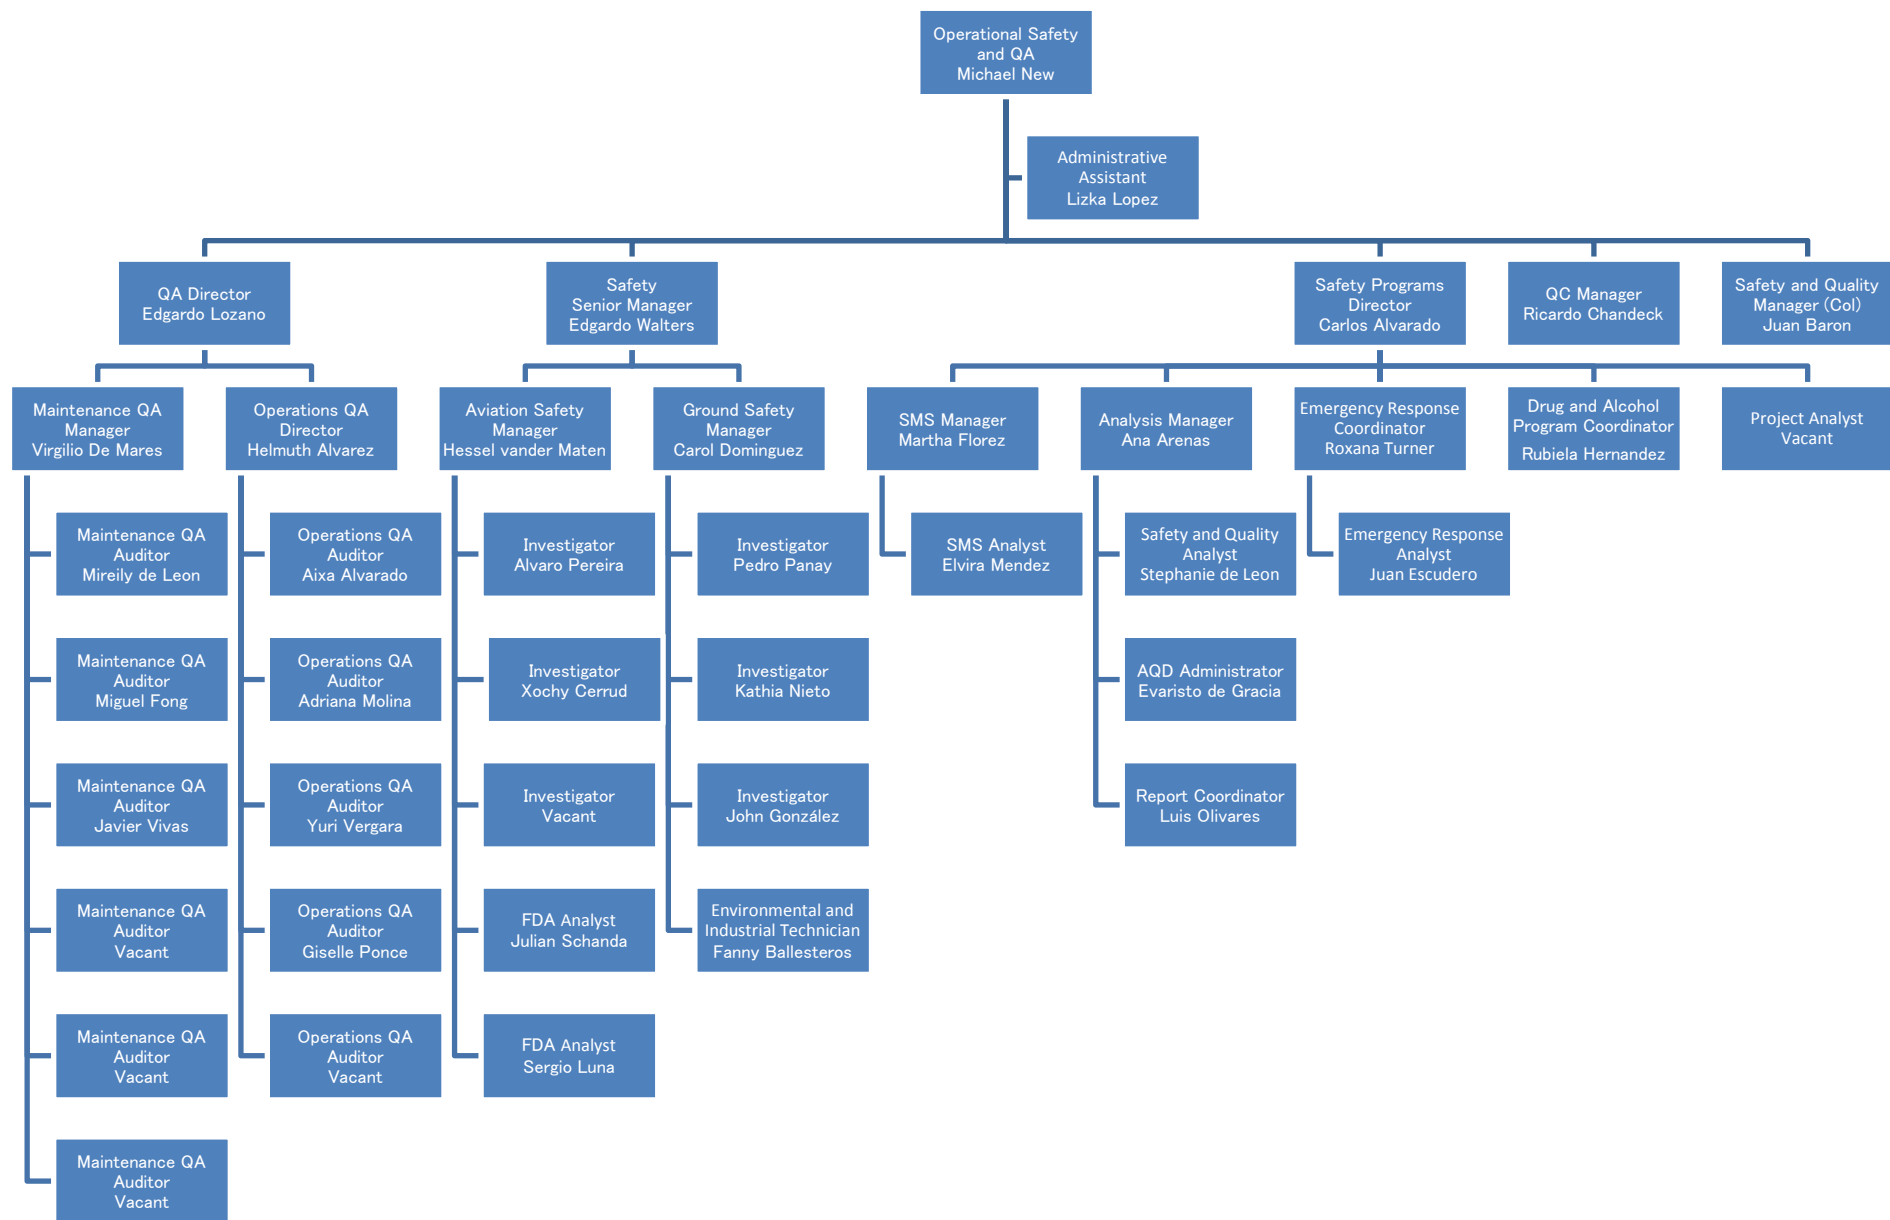 Operational Safety
and QA
Michael New
Administrative
Assistant
Lizka Lopez
QA Director
Edgardo Lozano
Safety
Senior Manager
Edgardo Walters
Safety Programs
Director
Carlos Alvarado
QC Manager
Ricardo Chandeck
Safety and Quality
Manager (Col)
Juan Baron
Maintenance QA
Manager
Virgilio De Mares
Operations QA
Director
Helmuth Alvarez
Aviation Safety
Manager
Hessel vander Maten
Ground Safety
Manager
Carol Dominguez
SMS Manager
Martha Florez
Analysis Manager
Ana Arenas
Emergency Response
Coordinator
Roxana Turner
Drug and Alcohol
Program Coordinator
Rubiela Hernandez
Project Analyst
Vacant
Maintenance QA
Auditor
Mireily de Leon
Operations QA
Auditor
Aixa Alvarado
Investigator
Alvaro Pereira
Investigator
Pedro Panay
SMS Analyst
Elvira Mendez
Safety and Quality
Analyst
Stephanie de Leon
Emergency Response
Analyst
Juan Escudero
Maintenance QA
Auditor
Miguel Fong
Operations QA
Auditor
Adriana Molina
Investigator
Xochy Cerrud
Investigator
Kathia Nieto
AQD Administrator
Evaristo de Gracia
Maintenance QA
Auditor
Javier Vivas
Operations QA
Auditor
Yuri Vergara
Investigator
Vacant
Investigator
John González
Report Coordinator
Luis Olivares
Maintenance QA
Auditor
Vacant
Operations QA
Auditor
Giselle Ponce
FDA Analyst
Julian Schanda
Environmental and
Industrial Technician
Fanny Ballesteros
Maintenance QA
Auditor
Vacant
Operations QA
Auditor
Vacant
FDA Analyst
Sergio Luna
Maintenance QA
Auditor
Vacant